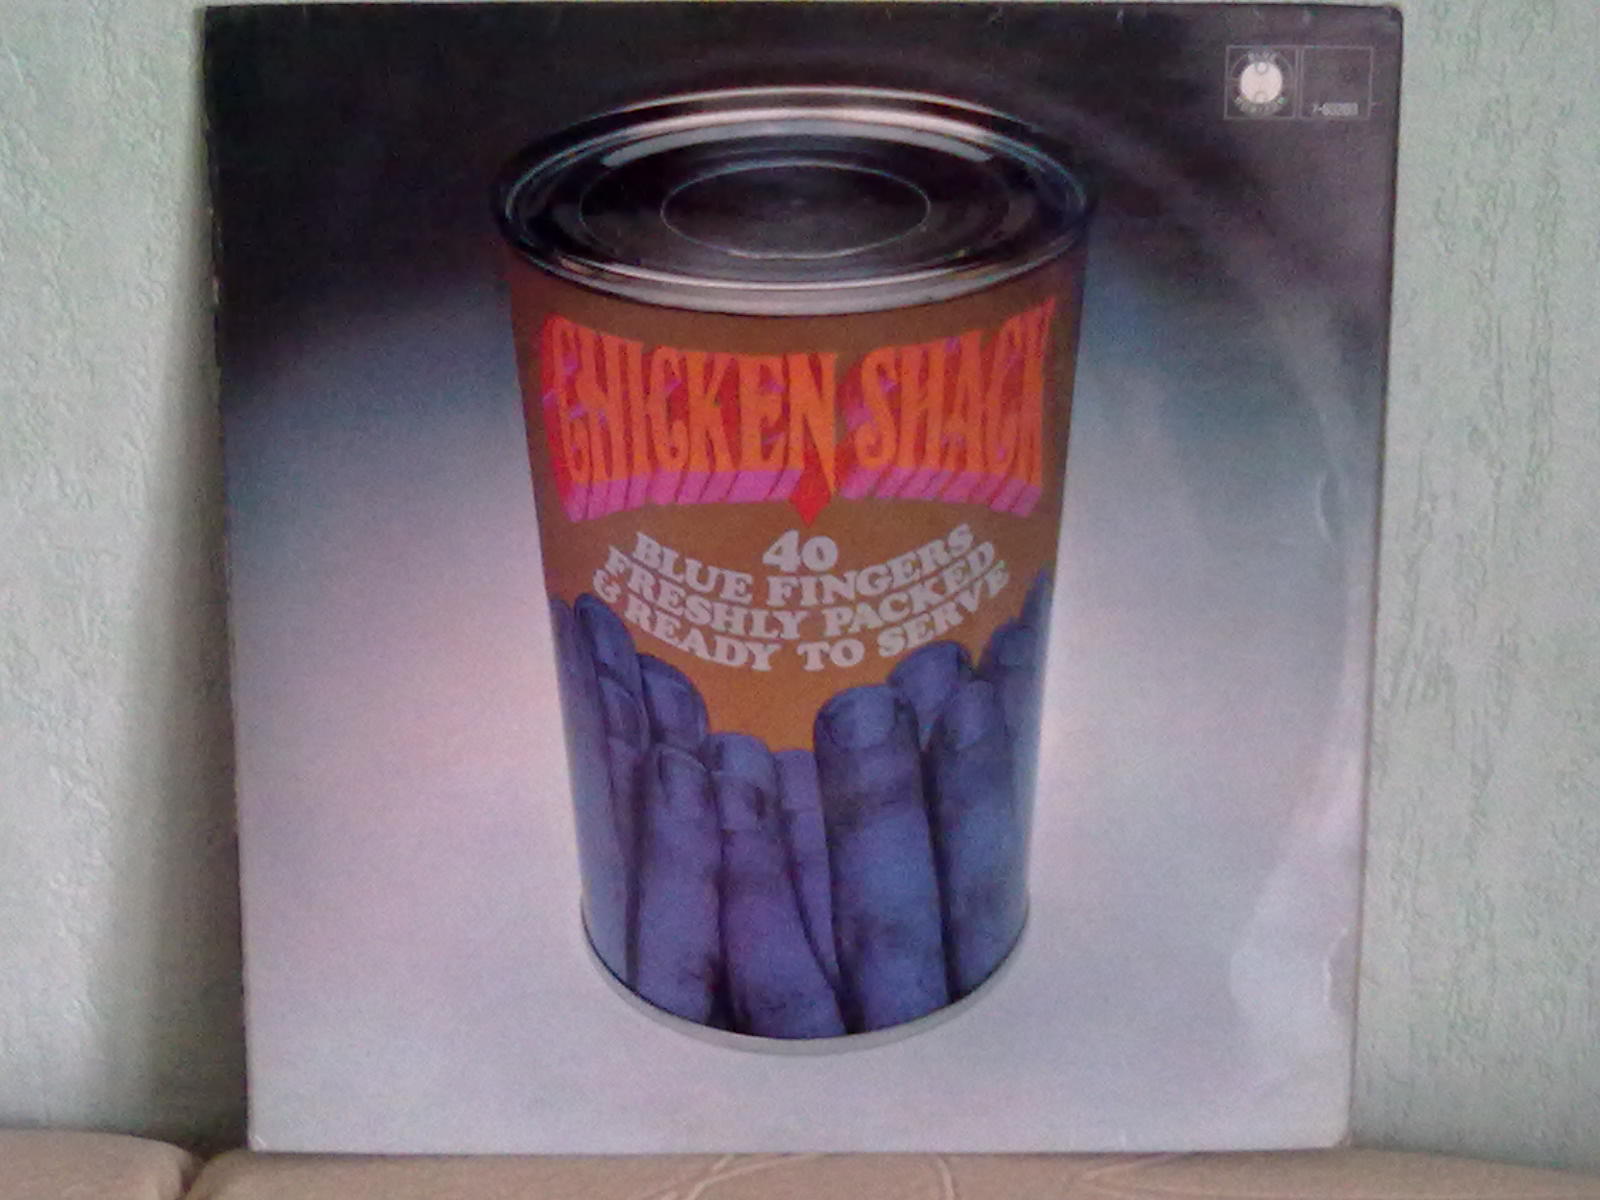 CHICKEN SHACK
40
BLUE FINGERS
FRESHLY PACKED
& READY TO SERVE